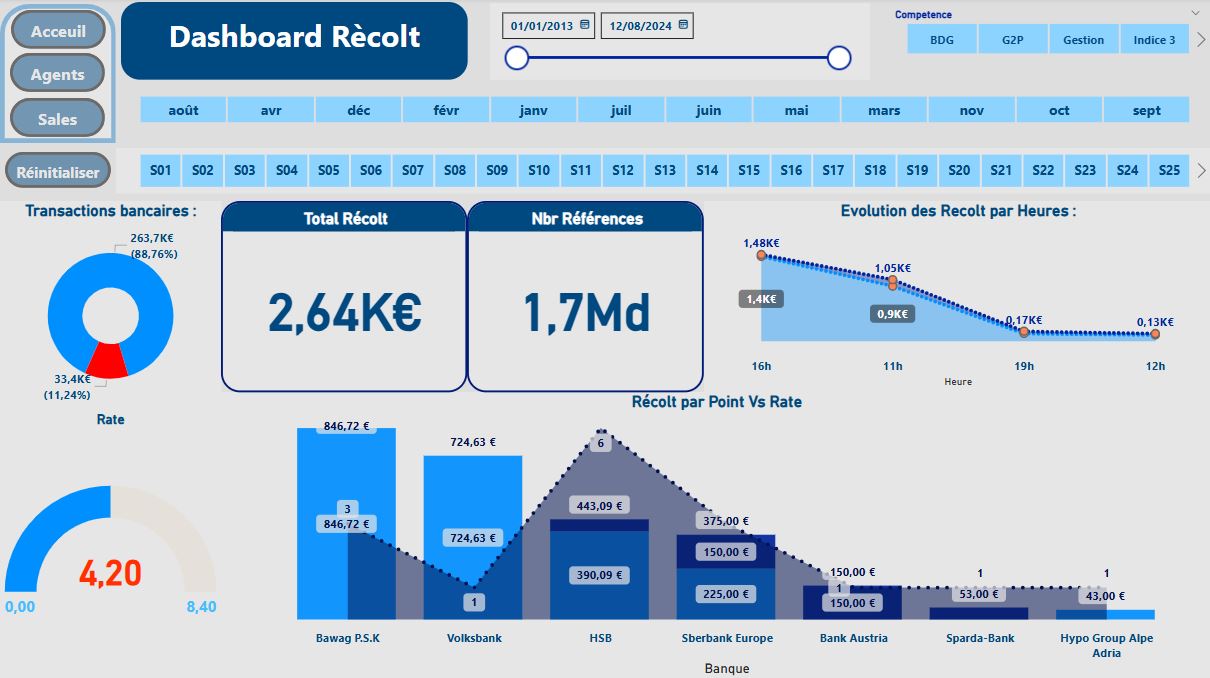 Acceuil
Agents
Sales
Réinitialiser
Dashboard Rècolt
01/01/2013
12/08/2024
Competence
BDG
G2P
Gestion
Indice 3
août
avr
déc
févr
janv
juil
juin
mai
mars
nov
oct
sept
S01
S02
S03
S04
S05
S06
S07
S08
S09
S10
S11
S12
S13
S14
S15
S16
S17
S18
S19
S20
S21
S22
S23
S24
S25
Transactions bancaires :
263,7K€
(88,76%)
33,4K€
(11,24%)
Total Récolt
2,64K€
Nbr Références
1,7Md
Evolution des Recolt par Heures :
1,48K€
1,4K€
1,05K€
0,9K€
0,17K€
0,13K€
16h
11h
19h
12h
Heure
Rate
4,20
0,00
8,40
Récolt par Point Vs Rate
846,72 €
3
846,72 €
724,63 €
724,63 €
1
6
443,09 €
390,09 €
375,00 €
150,00 €
225,00 €
150,00 €
1
150,00 €
1
53,00 €
1
43,00 €
Bawag P.S.K
Volksbank
HSB
Sberbank Europe
Bank Austria
Sparda-Bank
Hypo Group Alpe
Adria
Banque